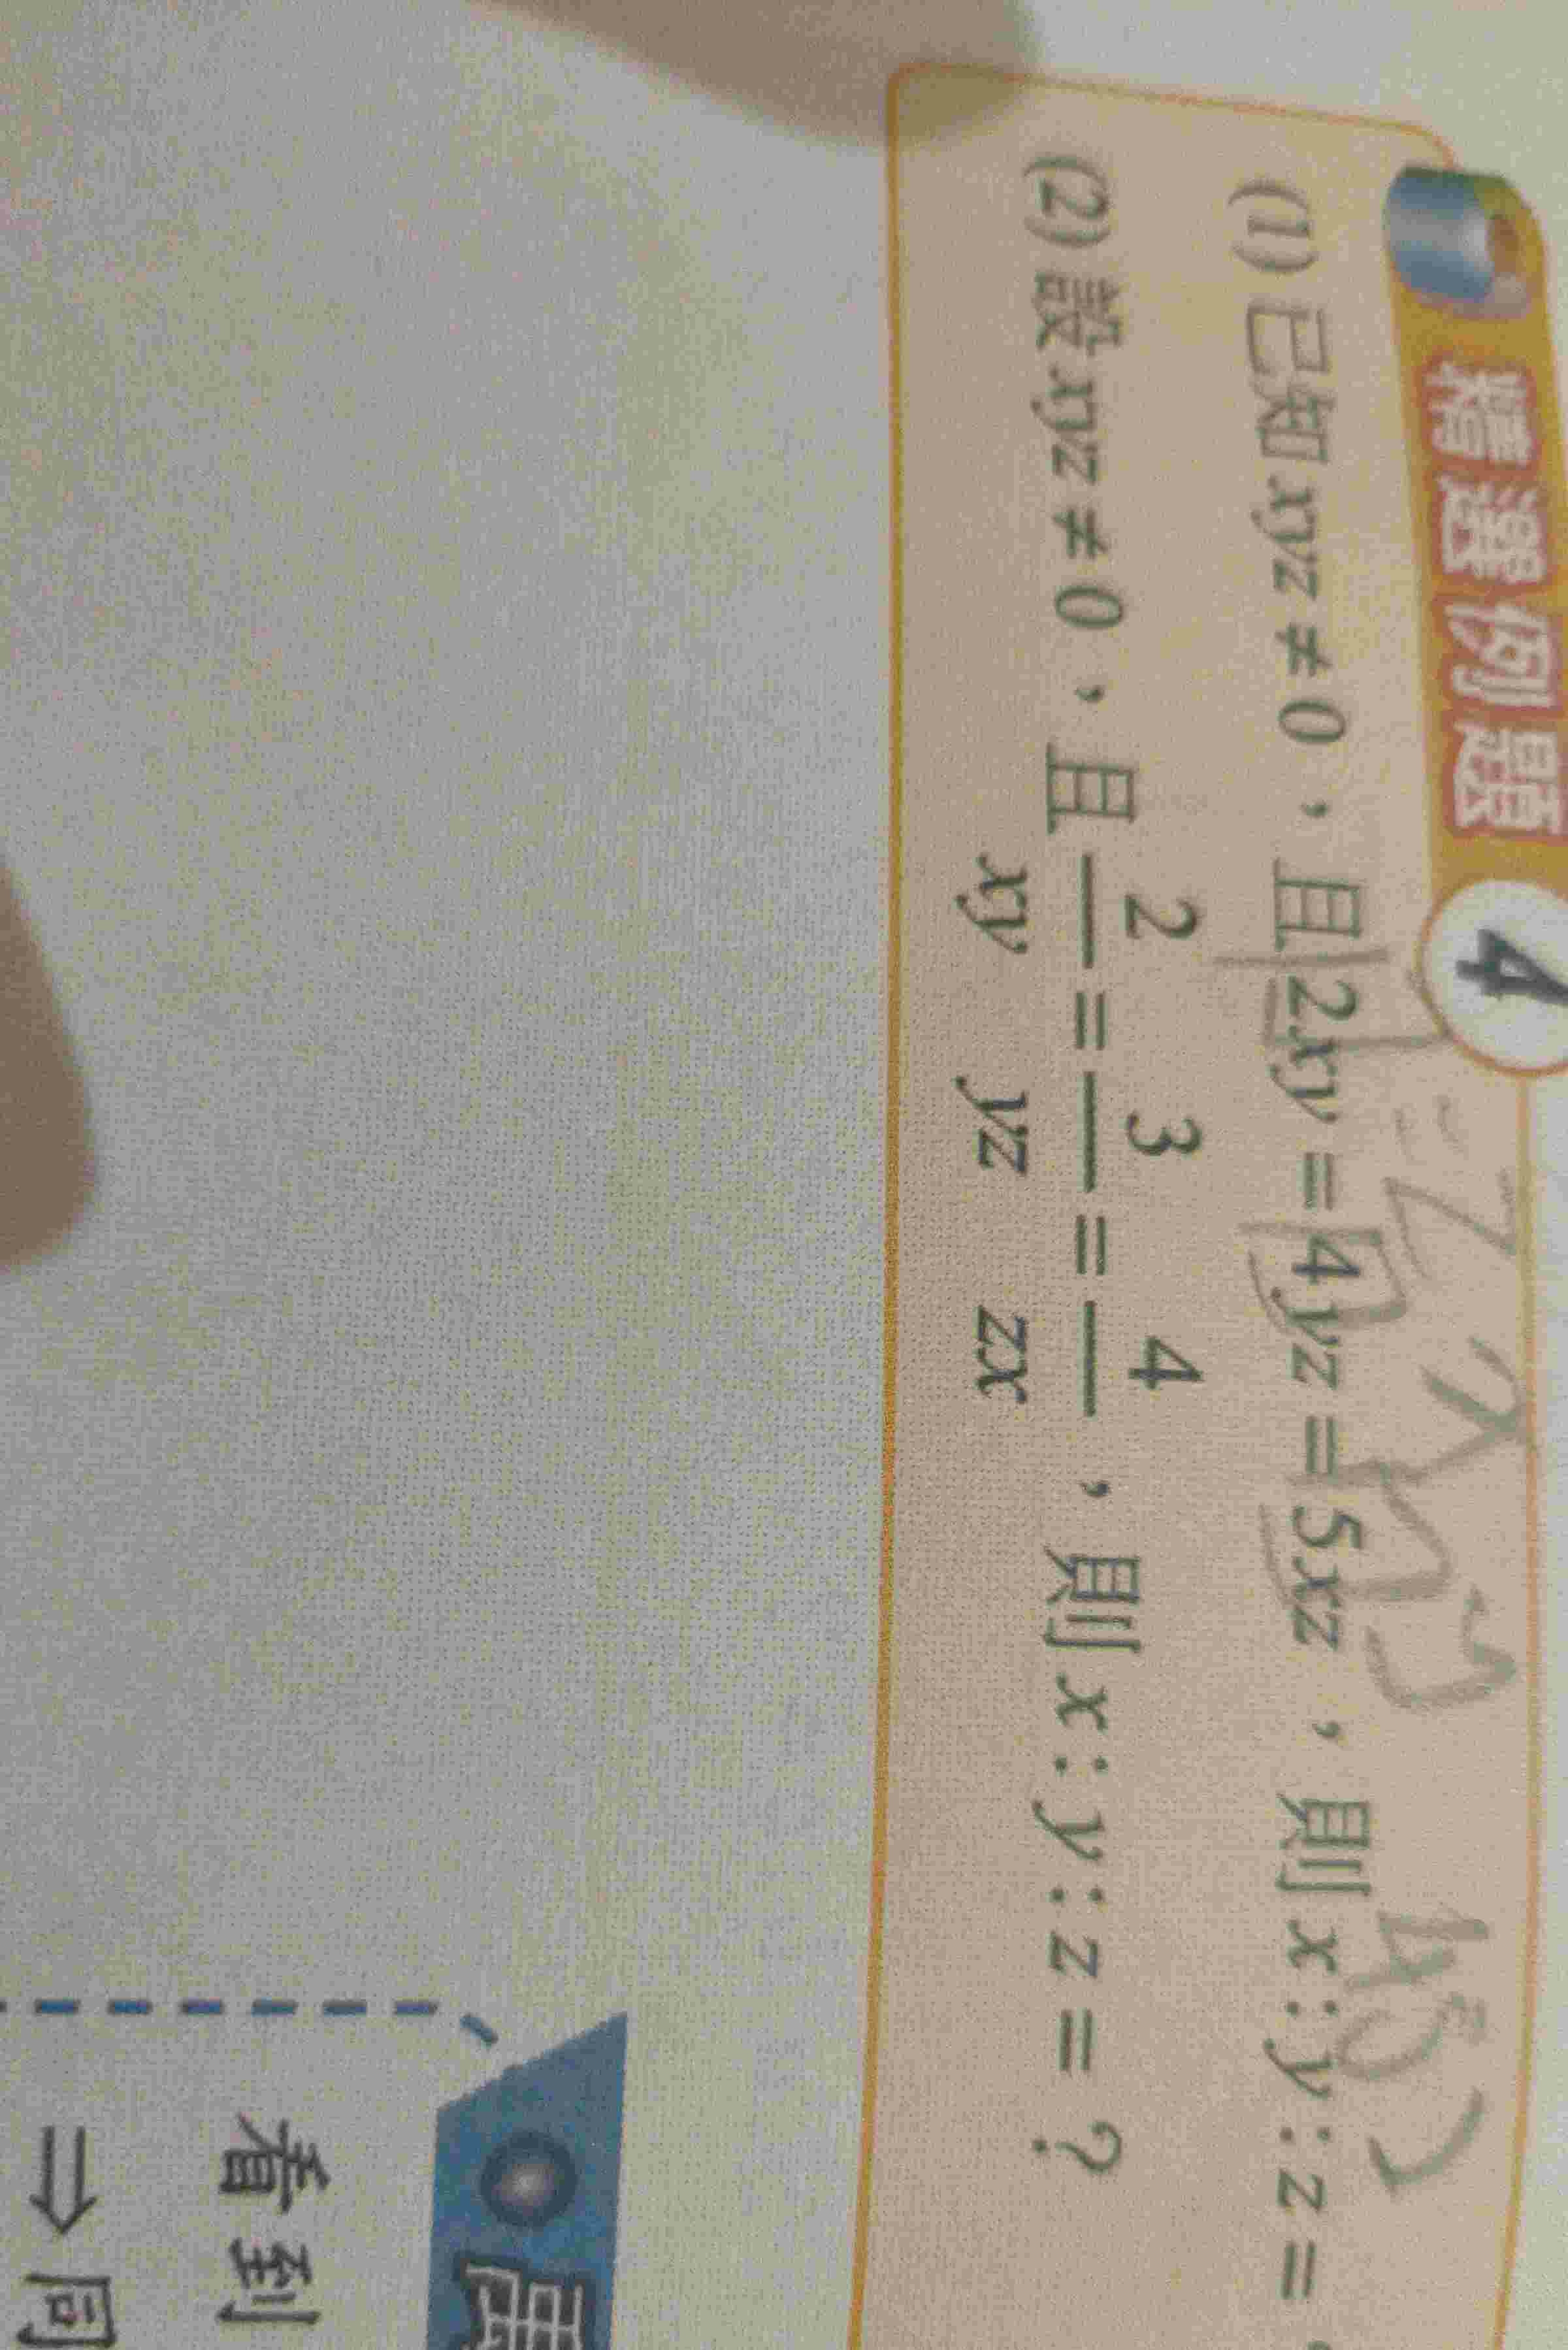 精選例題 4
(1) 已知 xyz ≠ 0，且 2xy = 4yz = 5xz，則 x : y : z =
(2) 設 xyz ≠ 0，且 2/xy = 3/yz = 4/zx，則 x : y : z = ?
看到
⇒ 同